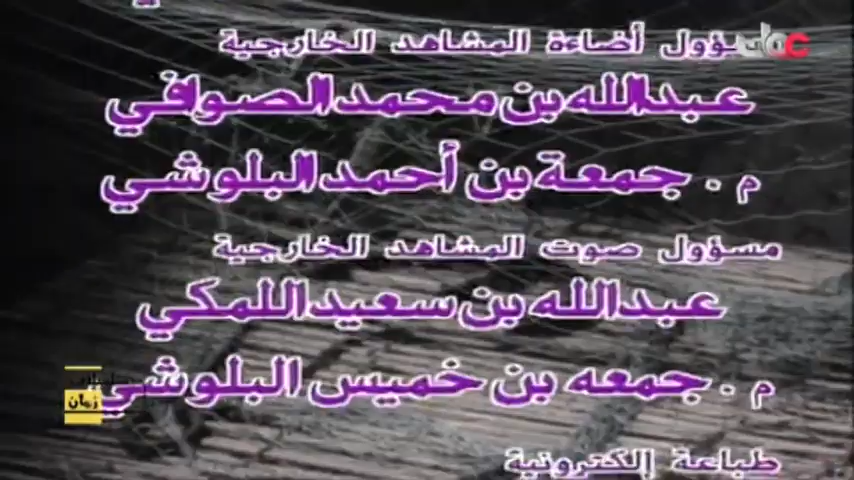 مسؤول أضاءة المشاهد الخارجية
عبدالله بن محمد الصوافي
م . جمعة بن أحمد البلوشي
مسؤول صوت المشاهد الخارجية
عبدالله بن سعيد اللمكي
م . جمعه بن خميس البلوشي
زمان
طباعة إلكترونية